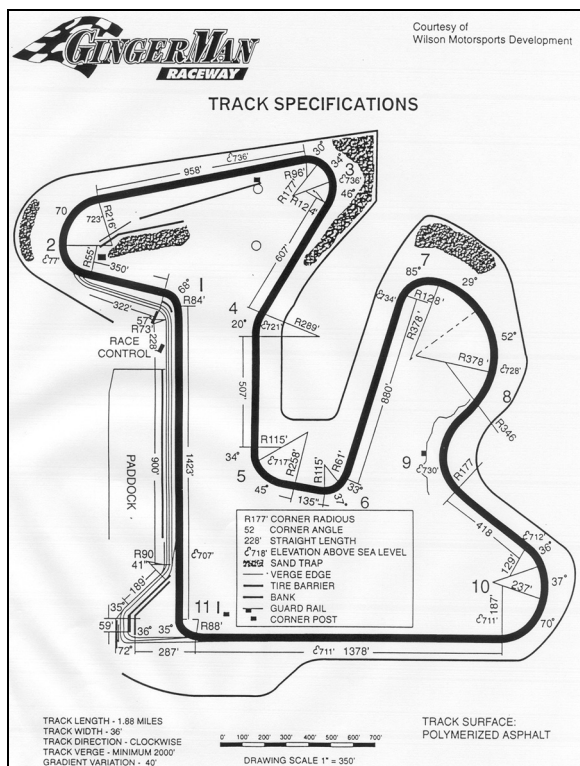 GINGERMAN
RACEWAY
Courtesy of
Wilson Motorsports Development
TRACK SPECIFICATIONS
736'
958'
30°
34°
3
736'
R96'
R177'
46°
70
723'
R216'
2
R55'
77'
350'
607'
7
85°
29°
734'
R128'
R378'
1
68°
R84'
322'
57°
R73'
228'
RACE
CONTROL
4
20°
721'
R289'
52°
R378'
728'
8
R346
507'
880'
34°
R115'
717'
R258'
R115'
R61'
5
45°
135"
37°
33°
6
9
730'
R177
418
PADDOCK
900'
1423'
R177' CORNER RADIOUS
52 CORNER ANGLE
228' STRAIGHT LENGTH
718' ELEVATION ABOVE SEA LEVEL
SAND TRAP
VERGE EDGE
TIRE BARRIER
BANK
GUARD RAIL
CORNER POST
712'
36°
129'
37°
10
237'
187'
70°
711'
R90
41"
707'
189'
35°
59'
36°
35°
72°
287'
11
R88'
711'
1378'
TRACK LENGTH - 1.88 MILES
TRACK WIDTH - 36'
TRACK DIRECTION - CLOCKWISE
TRACK VERGE - MINIMUM 2000'
GRADIENT VARIATION - 40'
0' 100' 200' 300' 400' 500' 600' 700'
DRAWING SCALE 1" = 350'
TRACK SURFACE:
POLYMERIZED ASPHALT